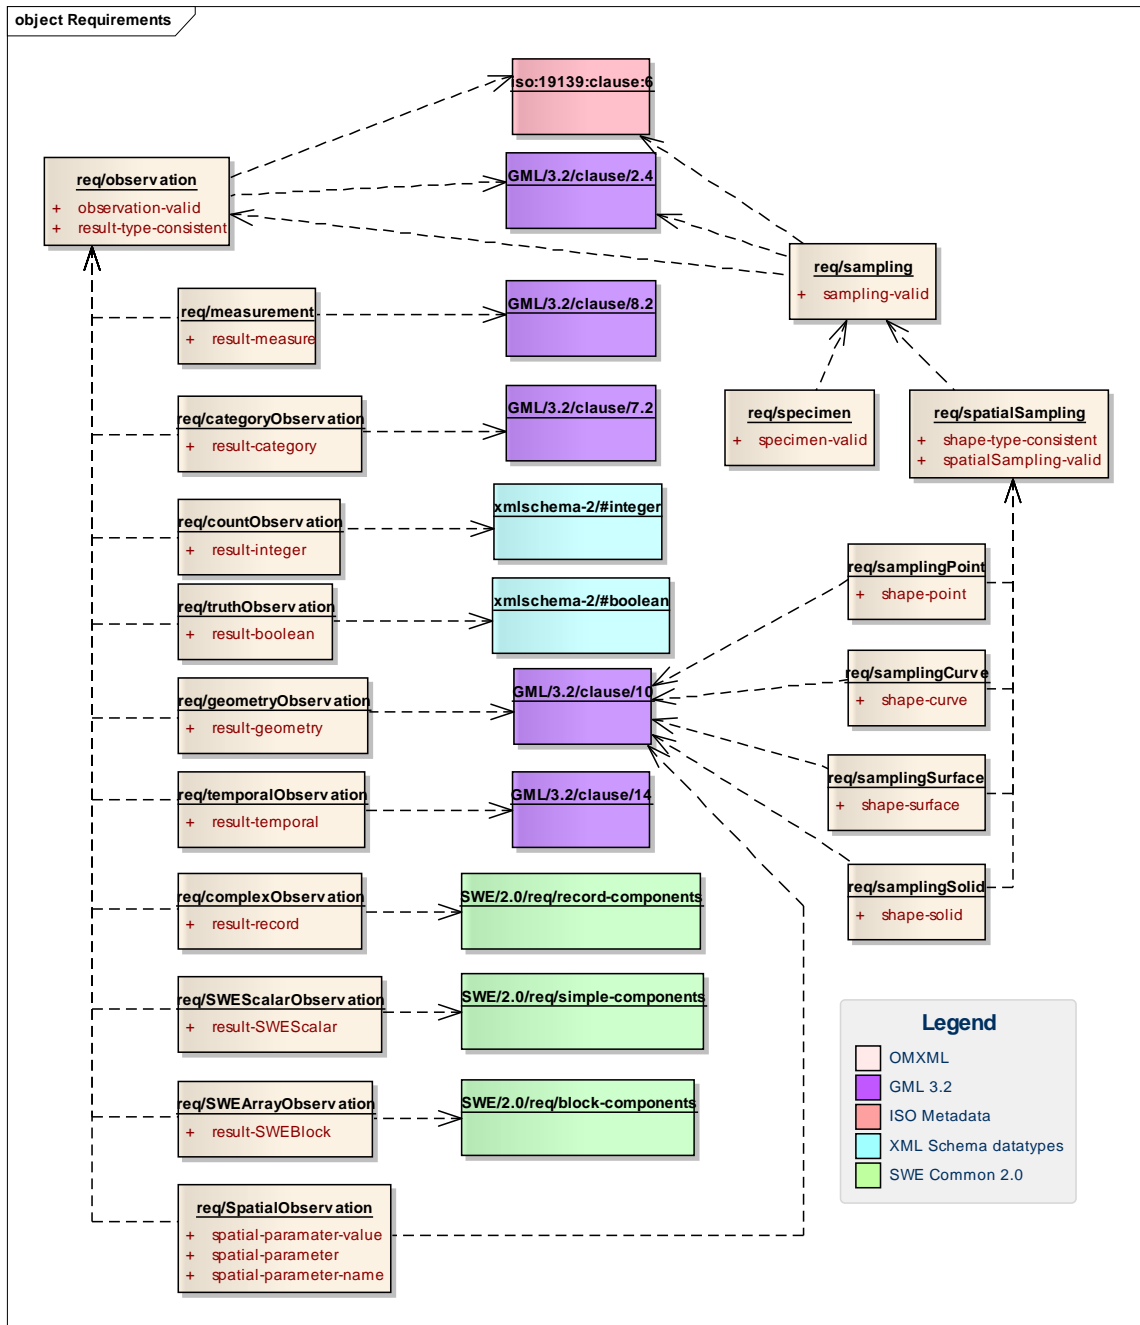 object Requirements
iso:19139:clause:6
req/observation
+ observation-valid
+ result-type-consistent
GML/3.2/clause/2.4
req/sampling
+ sampling-valid
req/measurement
+ result-measure
GML/3.2/clause/8.2
req/categoryObservation
+ result-category
GML/3.2/clause/7.2
req/specimen
+ specimen-valid
req/spatialSampling
+ shape-type-consistent
+ spatialSampling-valid
req/countObservation
+ result-integer
xmlschema-2/#integer
req/truthObservation
+ result-boolean
xmlschema-2/#boolean
req/samplingPoint
+ shape-point
req/geometryObservation
+ result-geometry
GML/3.2/clause/10
req/samplingCurve
+ shape-curve
req/temporalObservation
+ result-temporal
GML/3.2/clause/14
req/samplingSurface
+ shape-surface
req/complexObservation
+ result-record
SWE/2.0/req/record-components
req/samplingSolid
+ shape-solid
req/SWEScalarObservation
+ result-SWEScalar
SWE/2.0/req/simple-components
req/SWEArrayObservation
+ result-SWEBlock
SWE/2.0/req/block-components
req/SpatialObservation
+ spatial-paramater-value
+ spatial-parameter
+ spatial-parameter-name
Legend
OMXML
GML 3.2
ISO Metadata
XML Schema datatypes
SWE Common 2.0